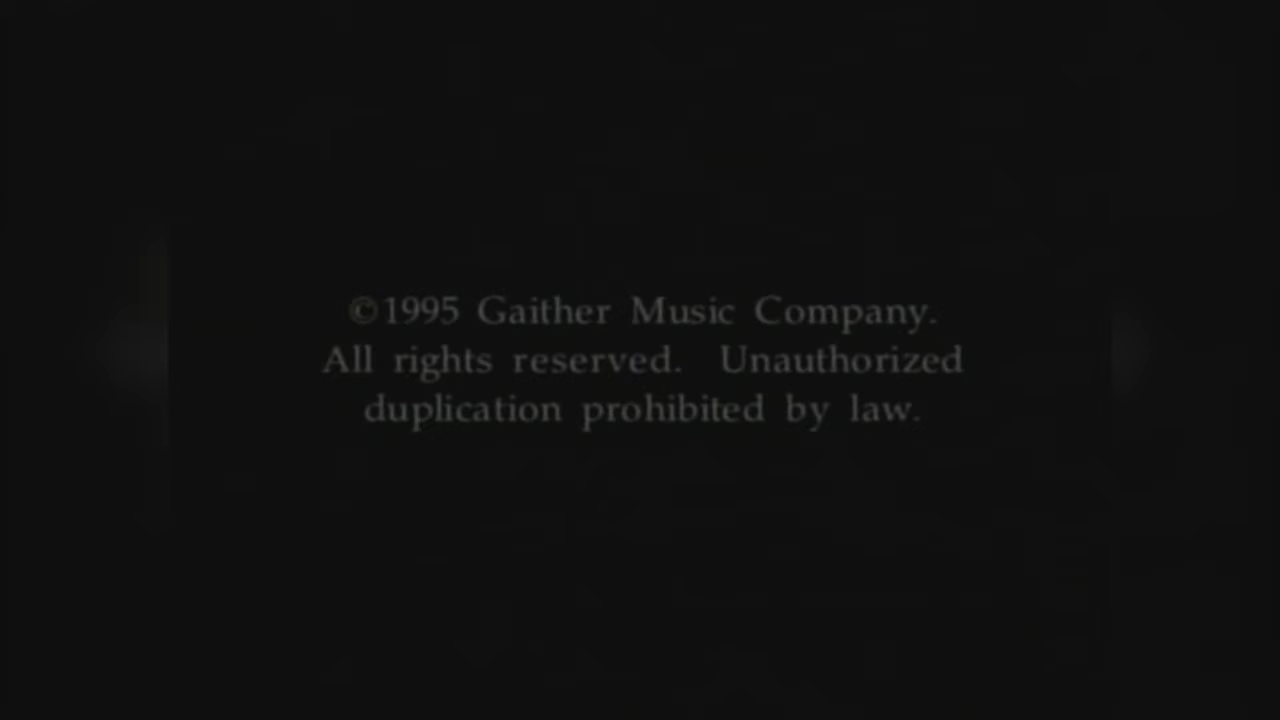 ©1995 Gaither Music Company.
All rights reserved. Unauthorized
duplication prohibited by law.